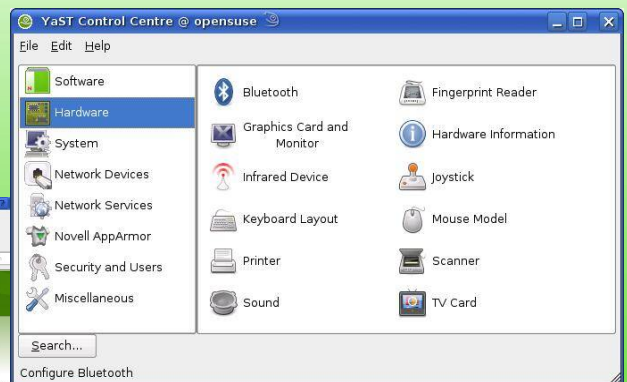 YaST Control Centre @ opensuse
File Edit Help
Software
Hardware
System
Network Devices
Network Services
Novell AppArmor
Security and Users
Miscellaneous
Bluetooth
Fingerprint Reader
Graphics Card and
Monitor
Hardware Information
Infrared Device
Joystick
Keyboard Layout
Mouse Model
Printer
Scanner
Sound
TV Card
Search...
Configure Bluetooth